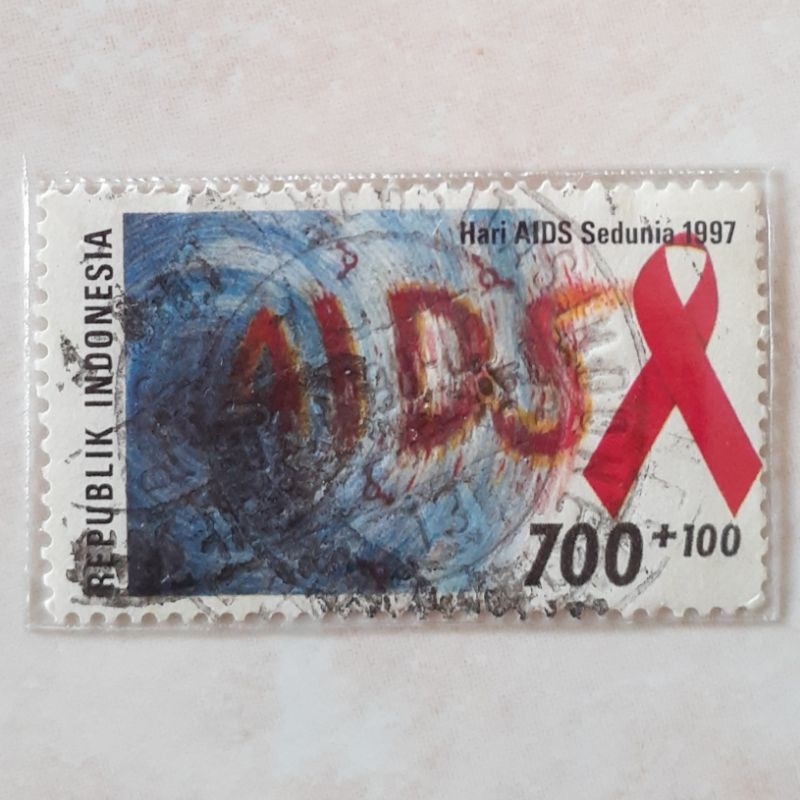 REPUBLIK INDONESIA
Hari AIDS Sedunia 1997
AIDS
700 + 100